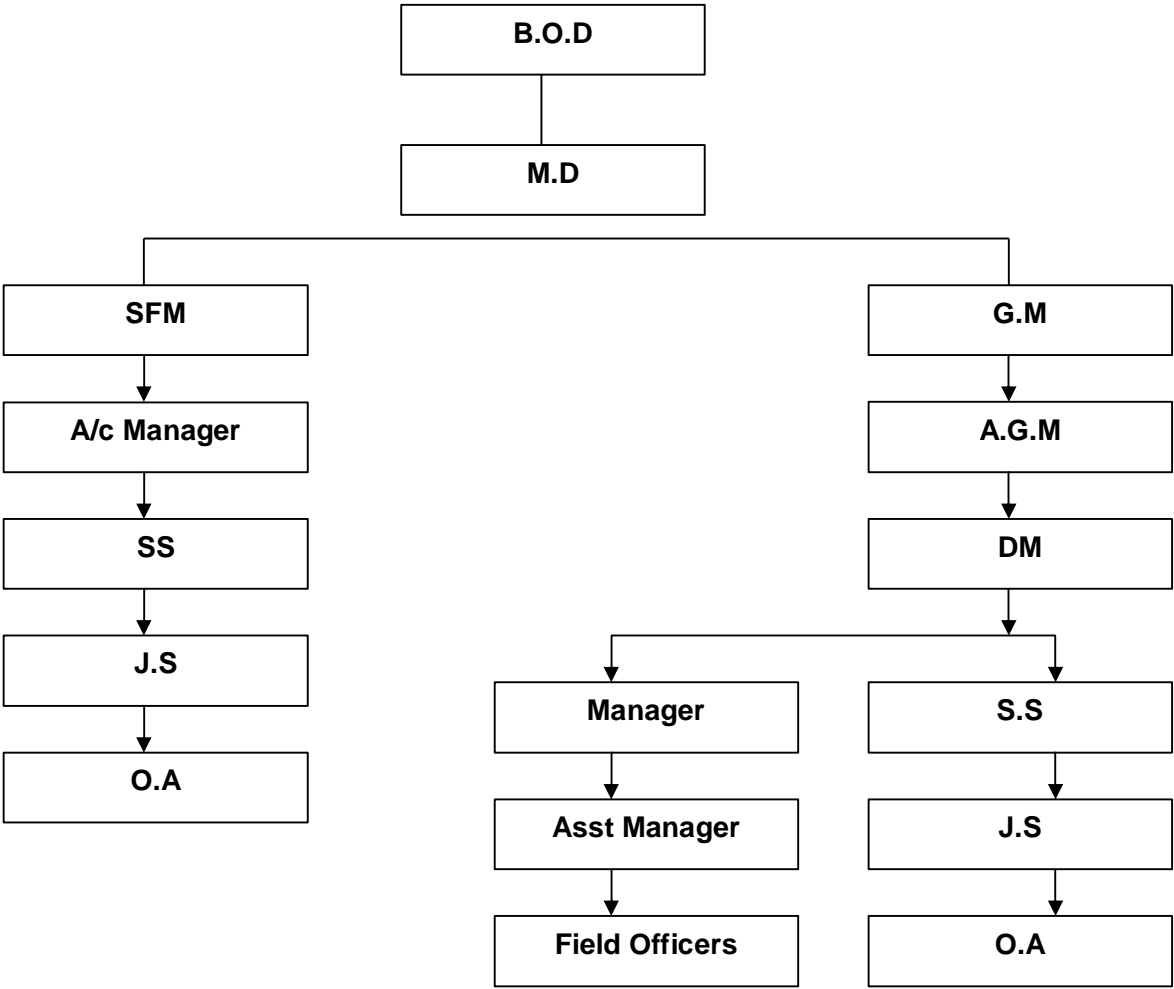 B.O.D
M.D
SFM
G.M
A/c Manager
A.G.M
SS
DM
J.S
Manager
S.S
O.A
Asst Manager
J.S
Field Officers
O.A